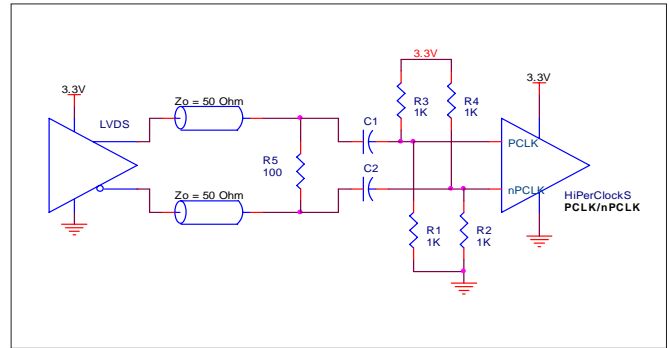 3.3V
3.3V
3.3V
LVDS
Zo = 50 Ohm
C1
R3
1K
R4
1K
PCLK
R5
100
C2
Zo = 50 Ohm
nPCLK
HiPerClockS
PCLK/nPCLK
R1
1K
R2
1K